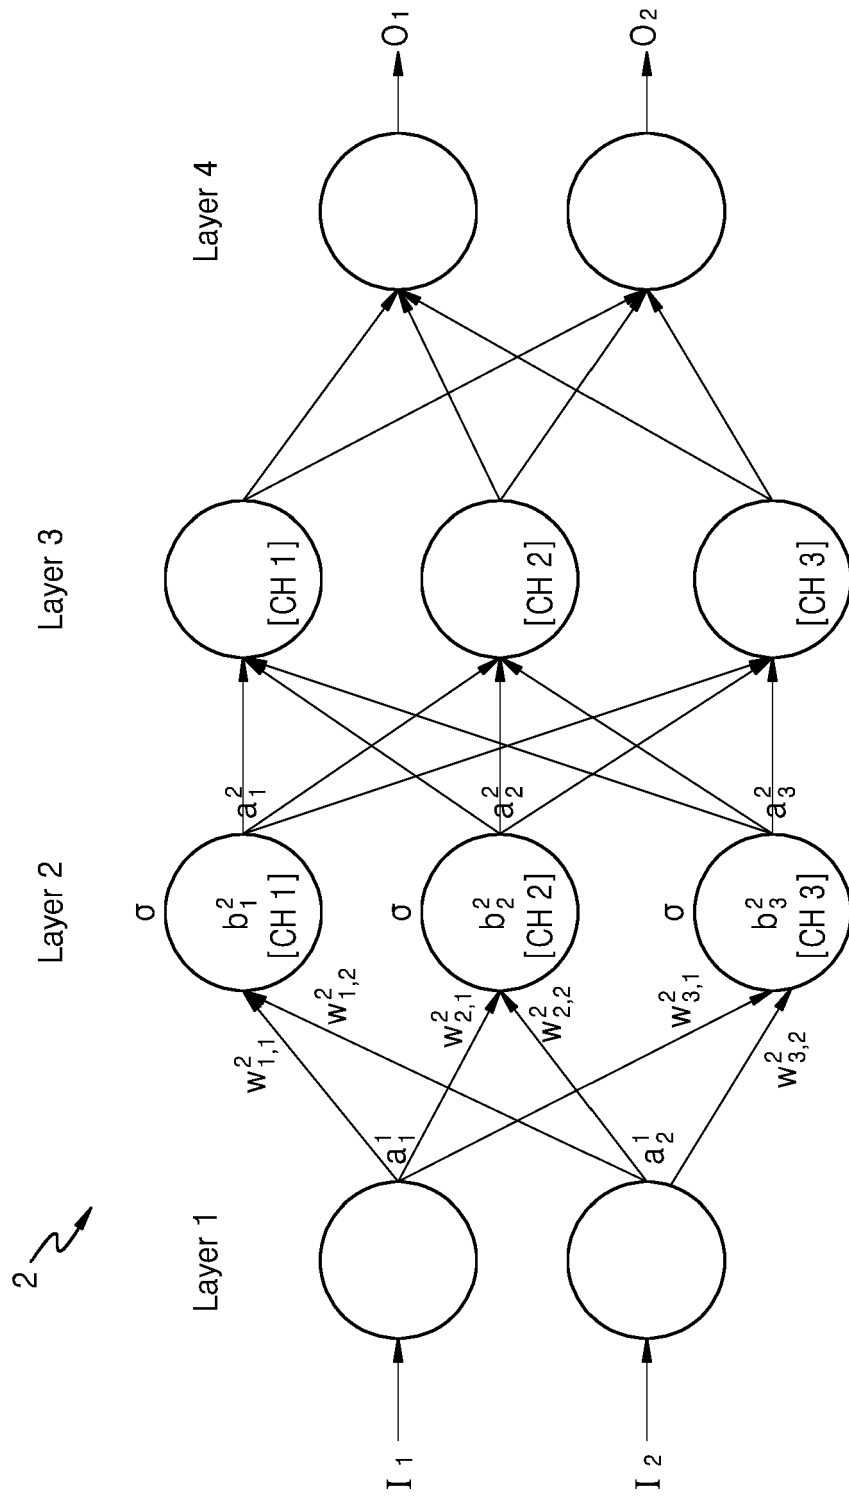 2
Layer 1
Layer 2
Layer 3
Layer 4
I₁
I₂
a¹₁
a¹₂
w²₁,₁
w²₁,₂
w²₂,₁
w²₂,₂
w²₃,₁
w²₃,₂
σ
b²₁
[CH 1]
σ
b²₂
[CH 2]
σ
b²₃
[CH 3]
a²₁
a²₂
a²₃
[CH 1]
[CH 2]
[CH 3]
O₁
O₂